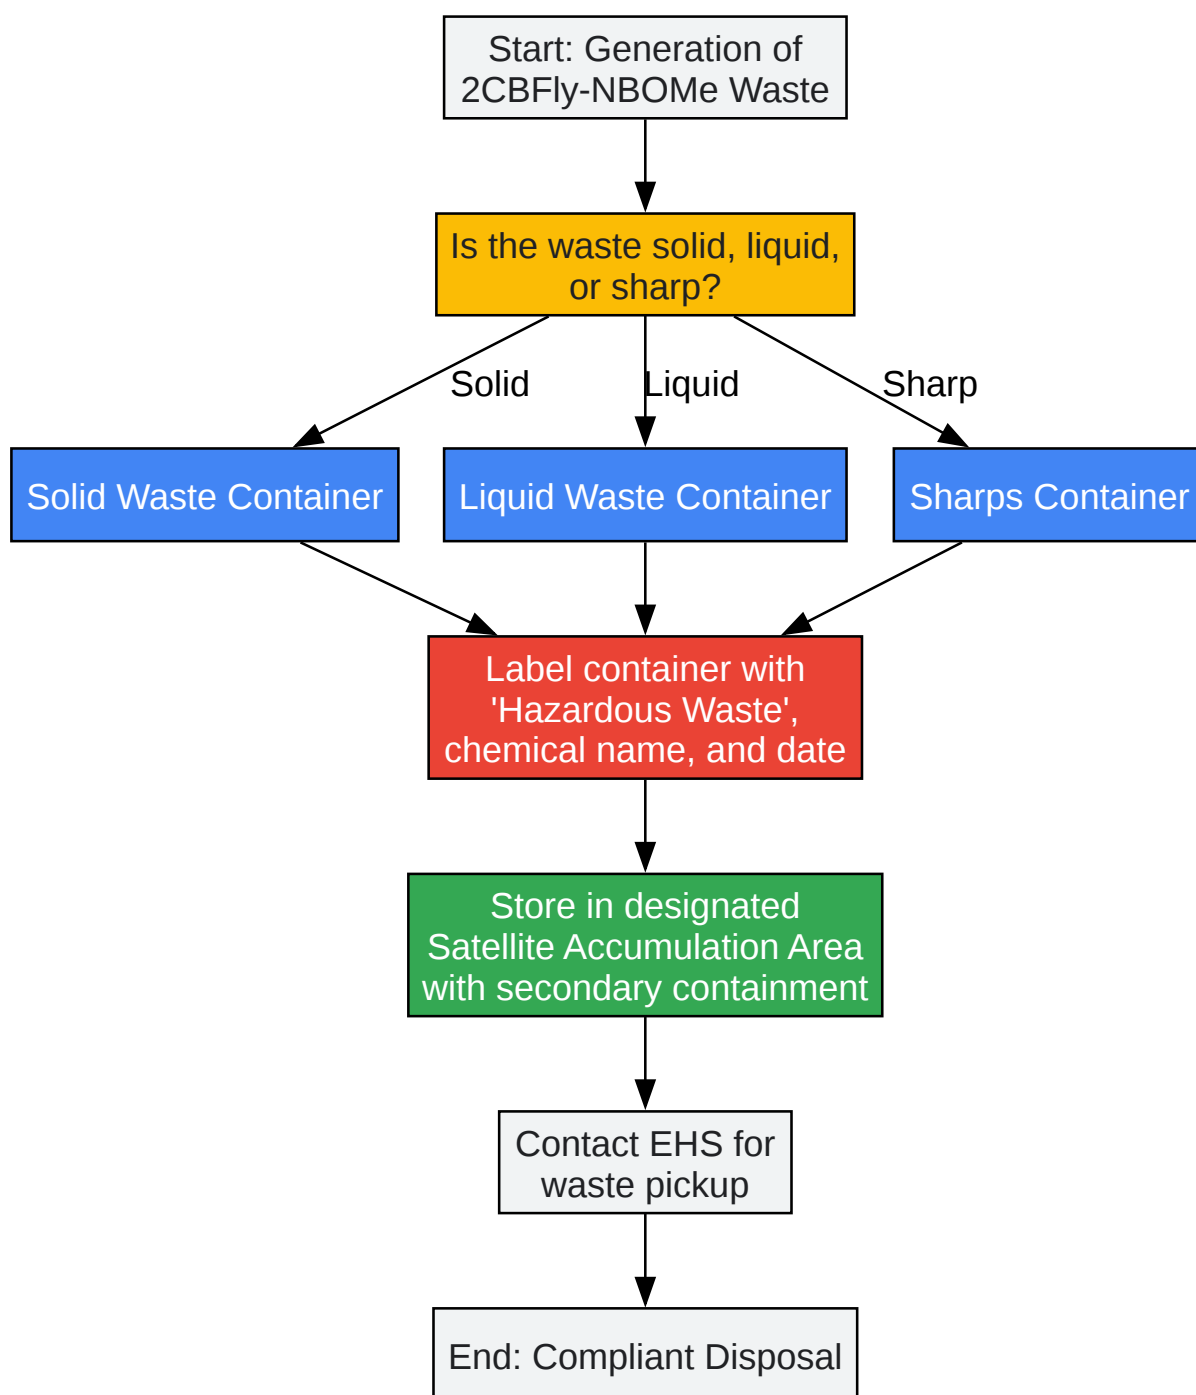 Start: Generation of
2CBFly-NBOMe Waste
Is the waste solid, liquid,
or sharp?
Solid
Liquid
Sharp
Solid Waste Container
Liquid Waste Container
Sharps Container
Label container with
'Hazardous Waste',
chemical name, and date
Store in designated
Satellite Accumulation Area
with secondary containment
Contact EHS for
waste pickup
End: Compliant Disposal